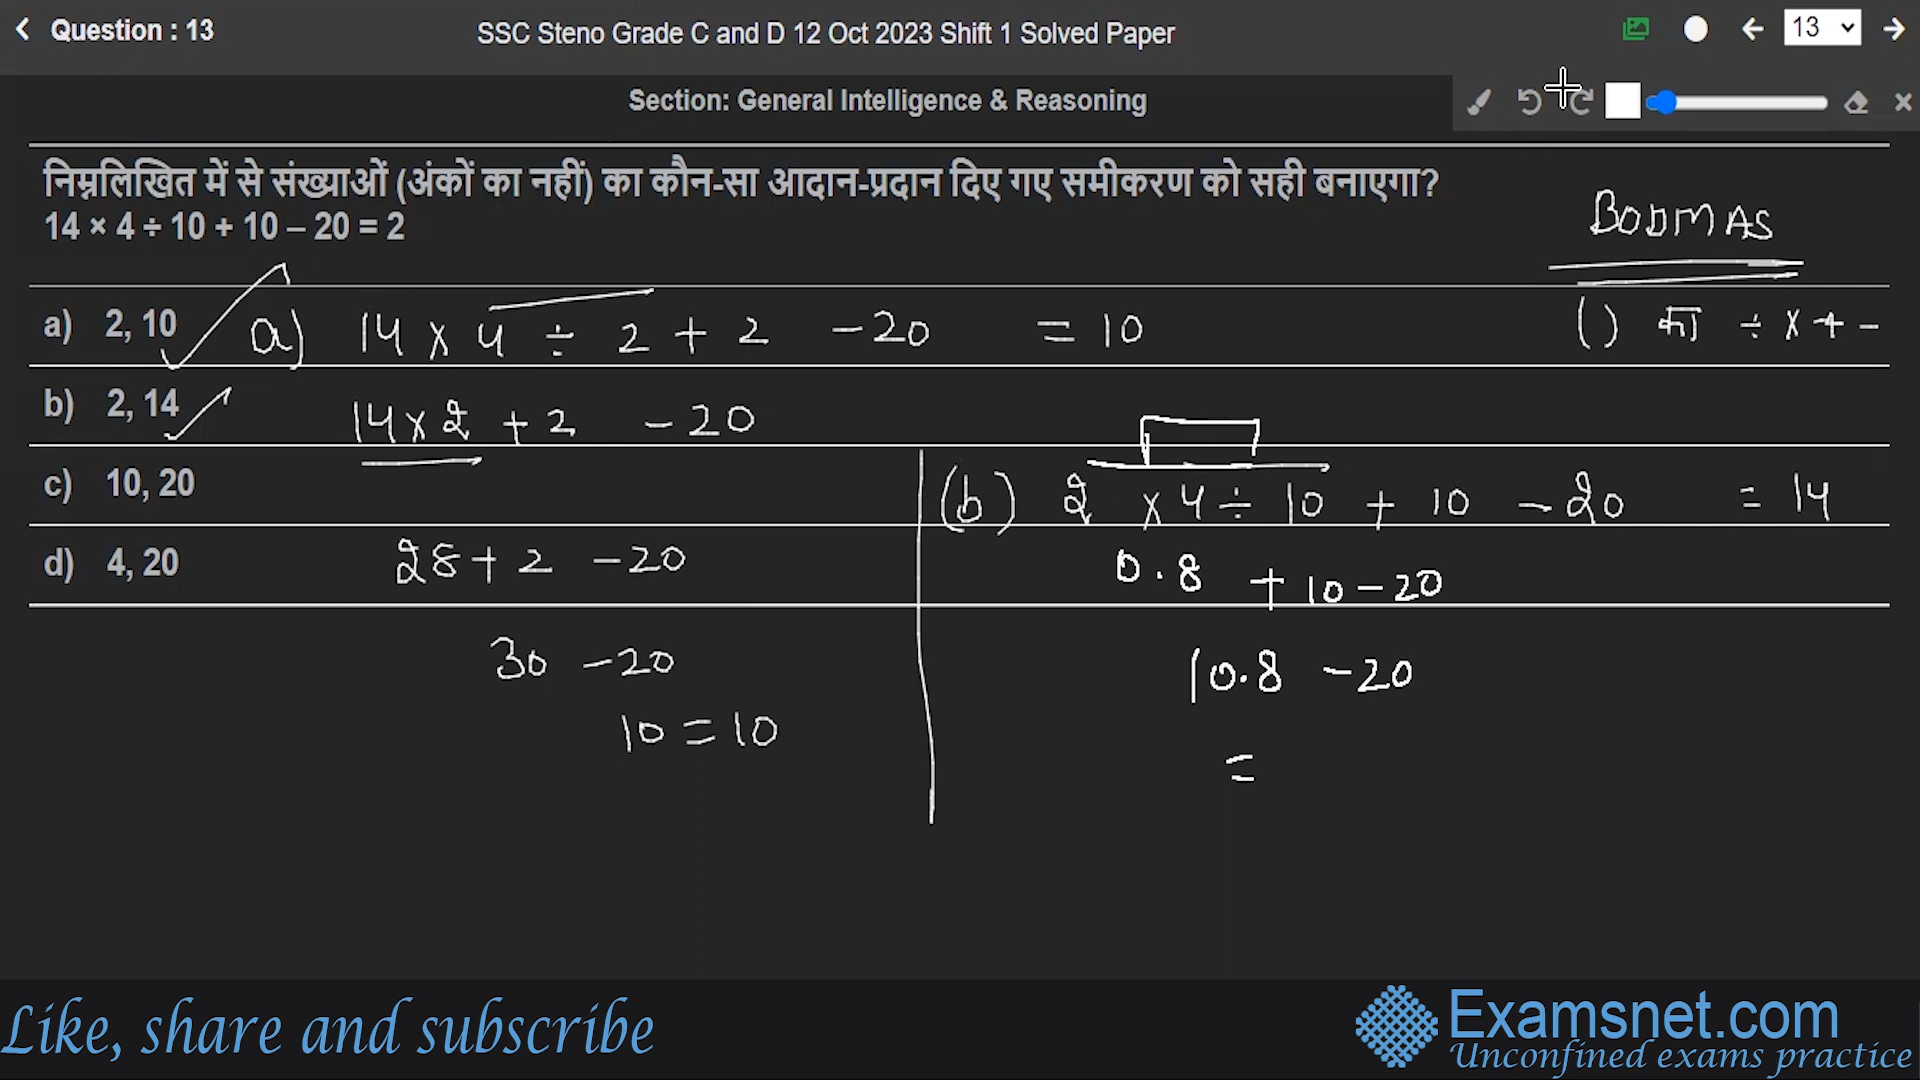 Question : 13
SSC Steno Grade C and D 12 Oct 2023 Shift 1 Solved Paper
13
Section: General Intelligence & Reasoning
निम्नलिखित में से संख्याओं (अंकों का नहीं) का कौन-सा आदान-प्रदान दिए गए समीकरण को सही बनाएगा?
14 × 4 ÷ 10 + 10 – 20 = 2
BODMAS
a) 2, 10
a) 14 × 4 ÷ 2 + 2 - 20 = 10
() का ÷ × + -
b) 2, 14
14 × 2 + 2 - 20
c) 10, 20
(b) 2 × 4 ÷ 10 + 10 - 20 = 14
d) 4, 20
28 + 2 - 20
0.8 + 10 - 20
30 - 20
10.8 - 20
10 = 10
=
Like, share and subscribe
Examsnet.com
Unconfined exams practice